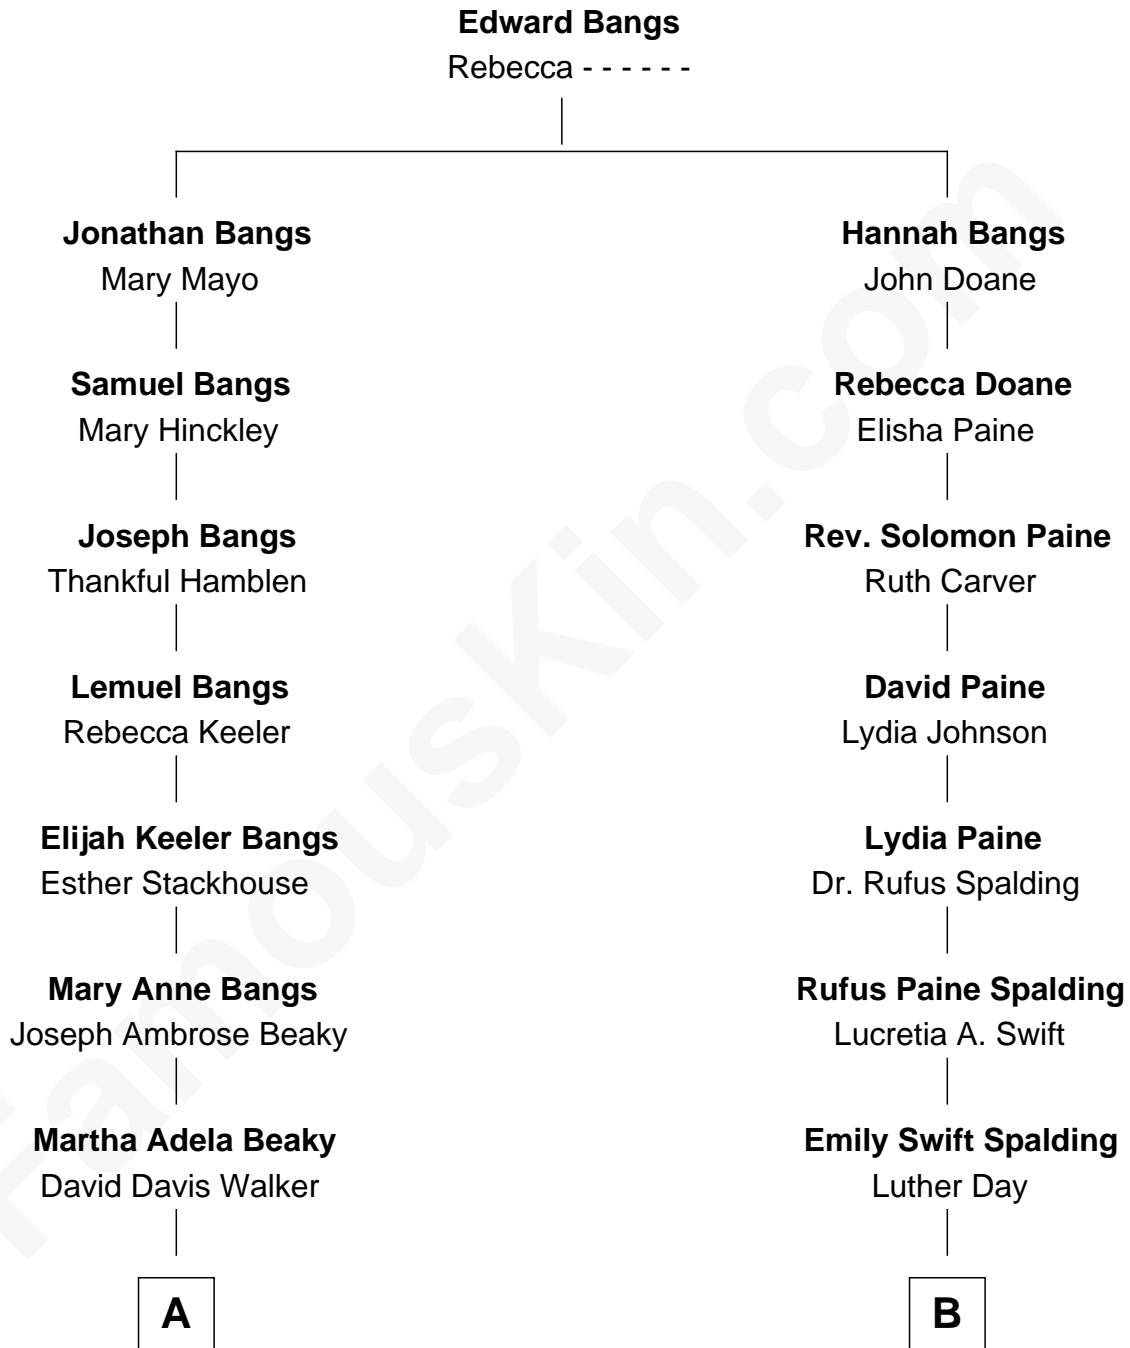 Edward Bangs
Rebecca - - - - - -
Jonathan Bangs
Mary Mayo
Hannah Bangs
John Doane
Samuel Bangs
Mary Hinckley
Rebecca Doane
Elisha Paine
Joseph Bangs
Thankful Hamblen
Rev. Solomon Paine
Ruth Carver
Lemuel Bangs
Rebecca Keeler
David Paine
Lydia Johnson
Elijah Keeler Bangs
Esther Stackhouse
Lydia Paine
Dr. Rufus Spalding
Mary Anne Bangs
Joseph Ambrose Beaky
Rufus Paine Spalding
Lucretia A. Swift
Martha Adela Beaky
David Davis Walker
Emily Swift Spalding
Luther Day
A
B
FamousKin.com